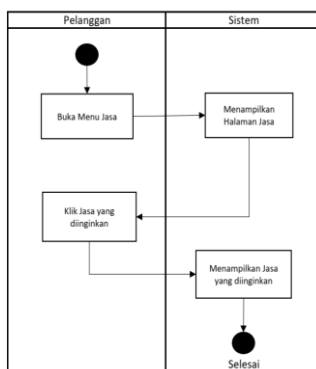 Pelanggan
Sistem
Buka Menu Jasa
Menampilkan
Halaman Jasa
Klik Jasa yang
diinginkan
Menampilkan Jasa
yang diinginkan
Selesai